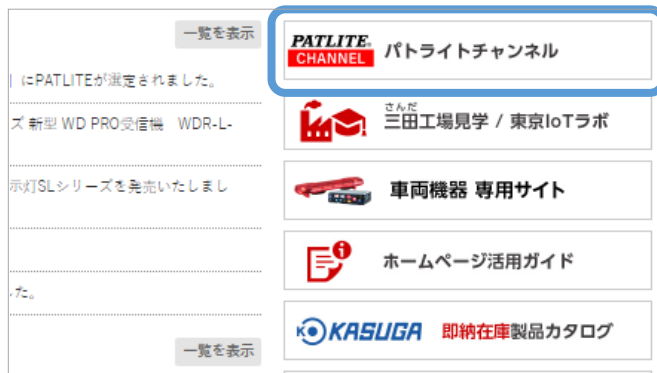 一覧を表示
にPATLITEが選定されました。
ズ 新型 WD PRO受信機 WDR-L-
示灯SLシリーズを発売いたしまし
した。
一覧を表示
PATLITE
CHANNEL パトライトチャンネル
さんだ
三田工場見学 / 東京IoTラボ
車両機器 専用サイト
ホームページ活用ガイド
KASUGA 即納在庫製品カタログ